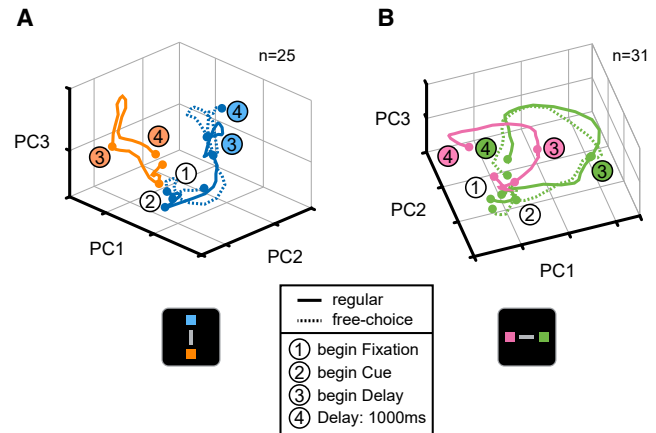 A
B
n=25
n=31
PC3
PC1
PC2
1
2
3
4
3
4
PC3
PC2
PC1
1
2
3
4
3
4
regular
free-choice
1 begin Fixation
2 begin Cue
3 begin Delay
4 Delay: 1000ms